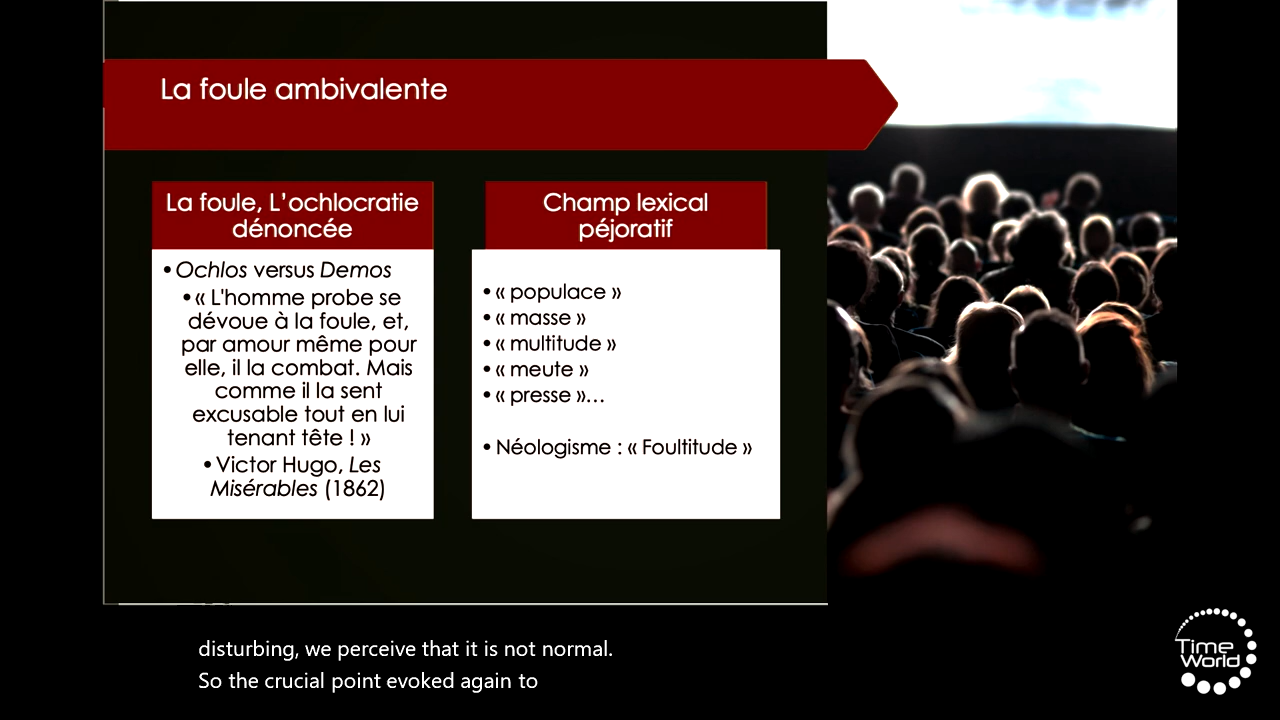 La foule ambivalente
La foule, L’ochlocratie
dénoncée
•Ochlos versus Demos
•« L'homme probe se
dévoue à la foule, et,
par amour même pour
elle, il la combat. Mais
comme il la sent
excusable tout en lui
tenant tête ! »
•Victor Hugo, Les
Misérables (1862)
Champ lexical
péjoratif
•« populace »
•« masse »
•« multitude »
•« meute »
•« presse »…
•Néologisme : « Foultitude »
disturbing, we perceive that it is not normal.
So the crucial point evoked again to
Time
World